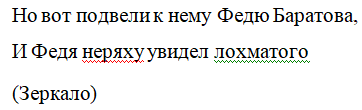 Но вот подвели к нему Федю Баратова,
И Федя неряху увидел лохматого
(Зеркало)